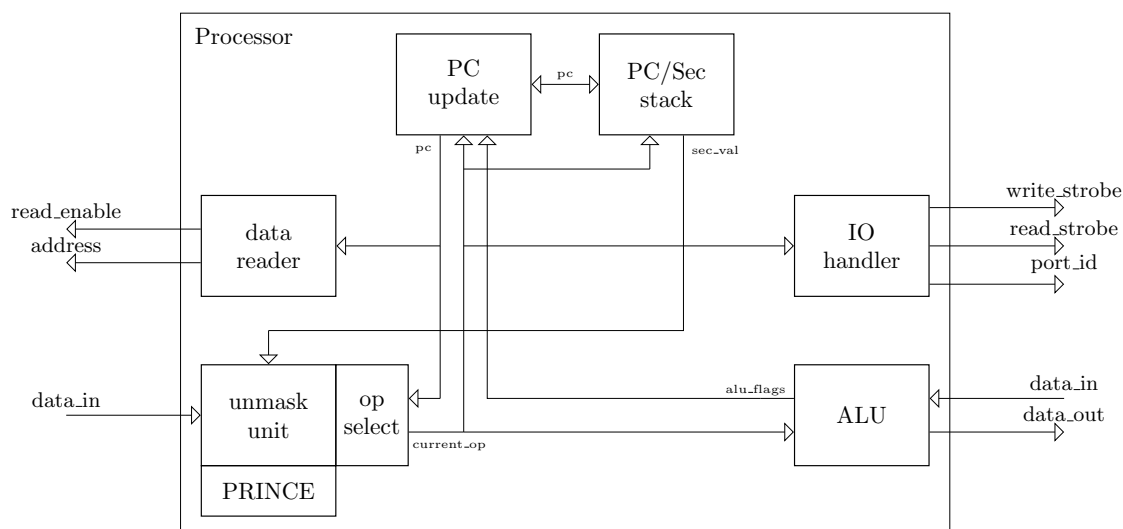 Processor
PC
update
pc
PC/Sec
stack
pc
sec_val
read_enable
address
data
reader
IO
handler
write_strobe
read_strobe
port_id
data_in
unmask
unit
op
select
PRINCE
current_op
alu_flags
ALU
data_in
data_out